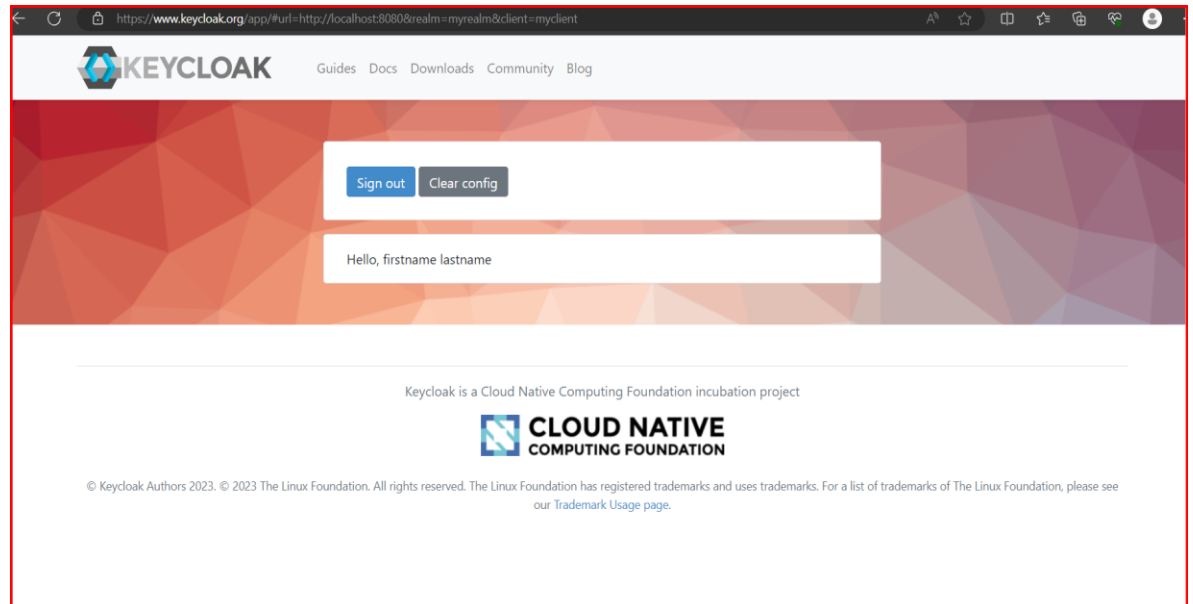 https://www.keycloak.org/app/#url=http://localhost:8080&realm=myrealm&client=myclient
KEYCLOAK Guides Docs Downloads Community Blog
Sign out Clear config
Hello, firstname lastname
Keycloak is a Cloud Native Computing Foundation incubation project
CLOUD NATIVE
COMPUTING FOUNDATION
© Keycloak Authors 2023. © 2023 The Linux Foundation. All rights reserved. The Linux Foundation has registered trademarks and uses trademarks. For a list of trademarks of The Linux Foundation, please see
our Trademark Usage page.